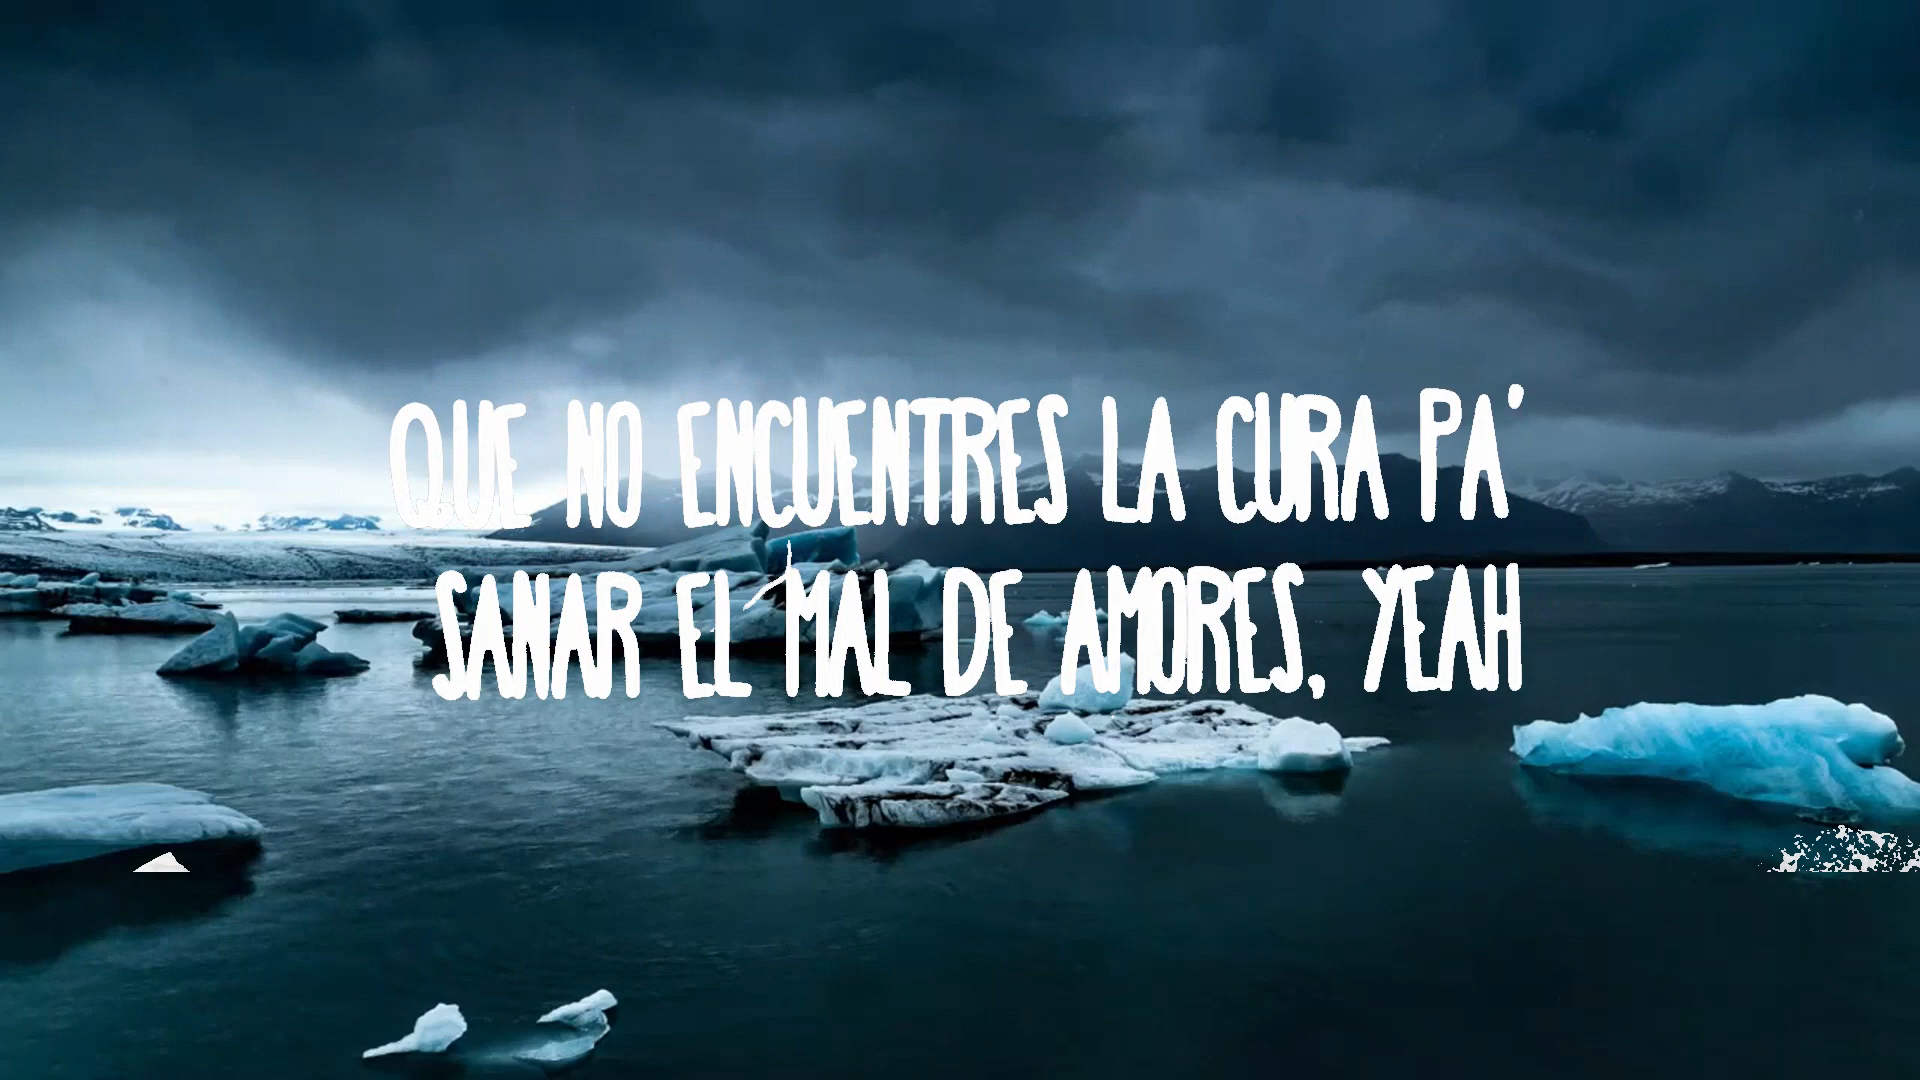 QUE NO ENCUENTRES LA CURA PA'
SANAR EL MAL DE AMORES, YEAH